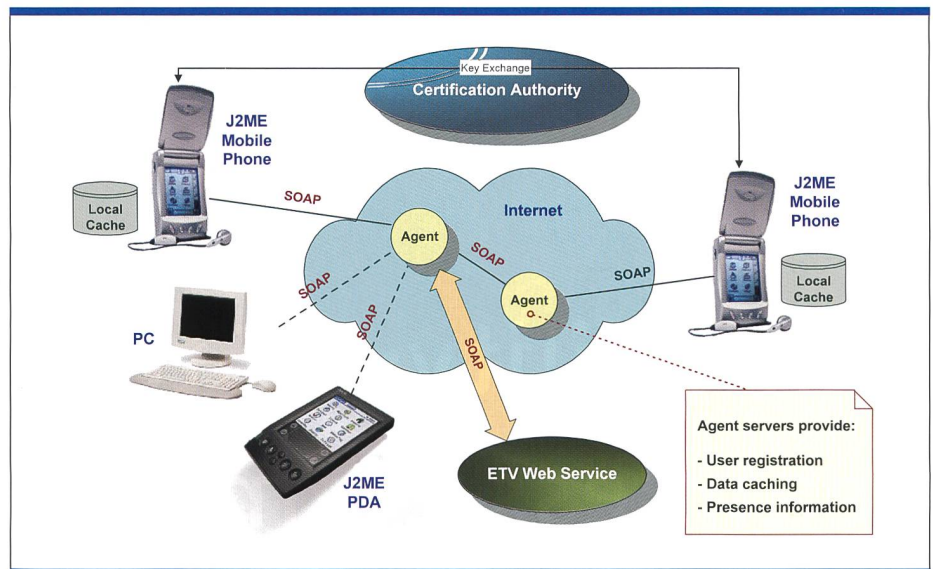 Key Exchange
Certification Authority
J2ME
Mobile
Phone
J2ME
Mobile
Phone
Local
Cache
SOAP
Internet
Agent
SOAP
Agent
SOAP
Local
Cache
SOAP
SOAP
SOAP
PC
J2ME
PDA
ETV Web Service
Agent servers provide:
- User registration
- Data caching
- Presence information